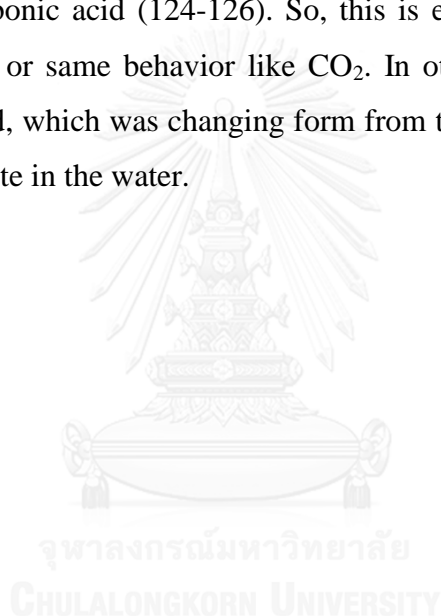 ponic acid (124-126). So, this is e
or same behavior like CO₂. In ot
d, which was changing form from t
te in the water.
จุฬาลงกรณ์มหาวิทยาลัย
CHULALONGKORN UNIVERSITY